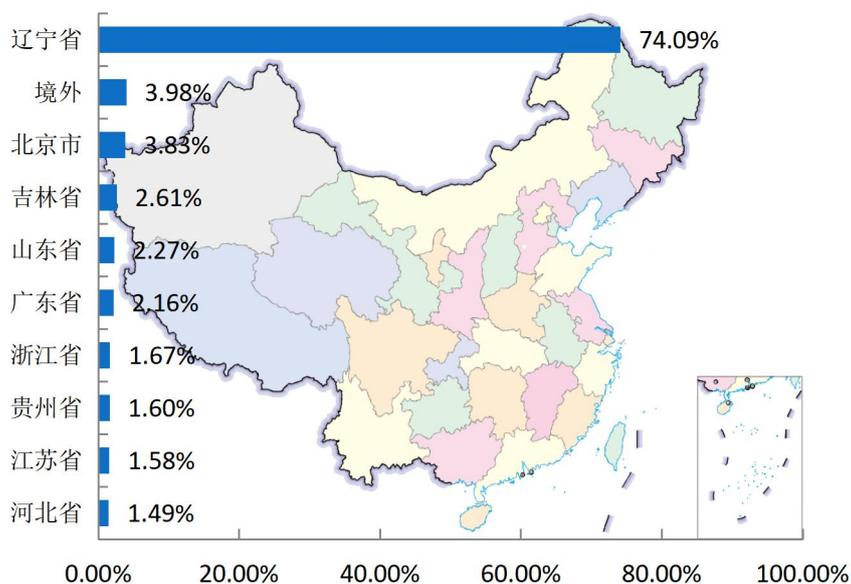 辽宁省 74.09%
境外 3.98%
北京市 3.83%
吉林省 2.61%
山东省 2.27%
广东省 2.16%
浙江省 1.67%
贵州省 1.60%
江苏省 1.58%
河北省 1.49%
0.00% 20.00% 40.00% 60.00% 80.00% 100.00%